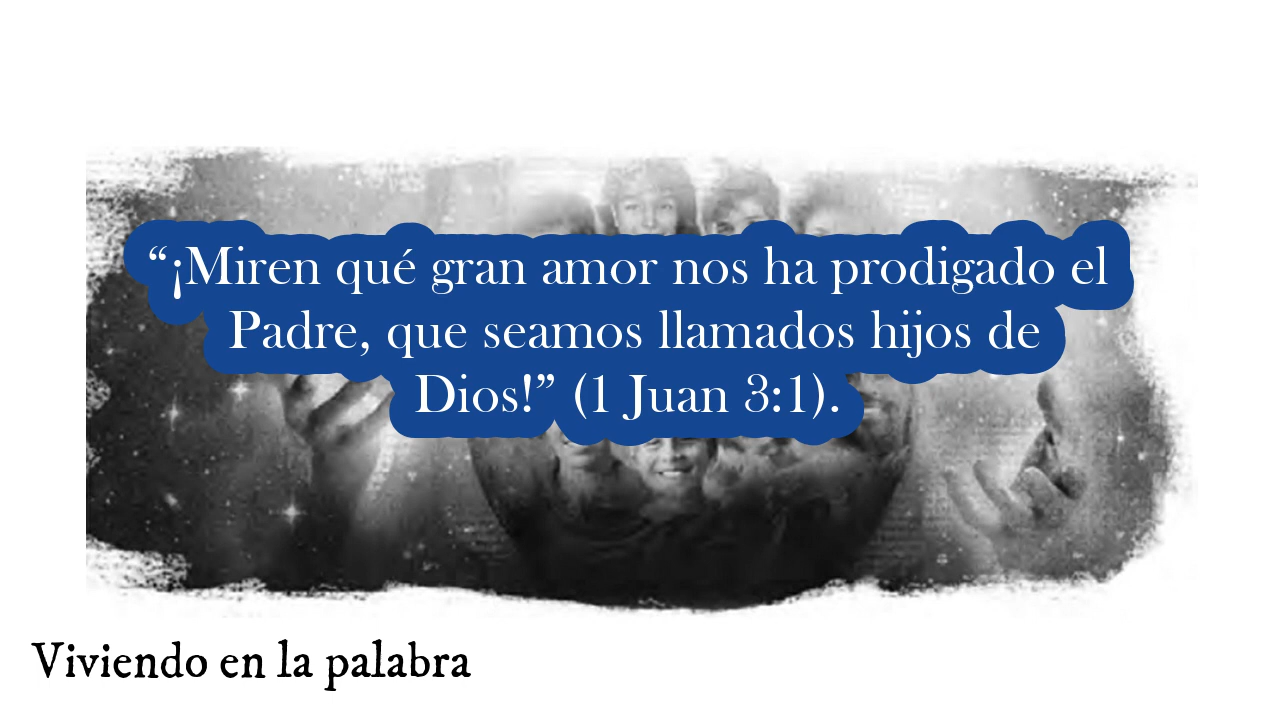 “¡Miren qué gran amor nos ha prodigado el
Padre, que seamos llamados hijos de
Dios!” (1 Juan 3:1).
Viviendo en la palabra